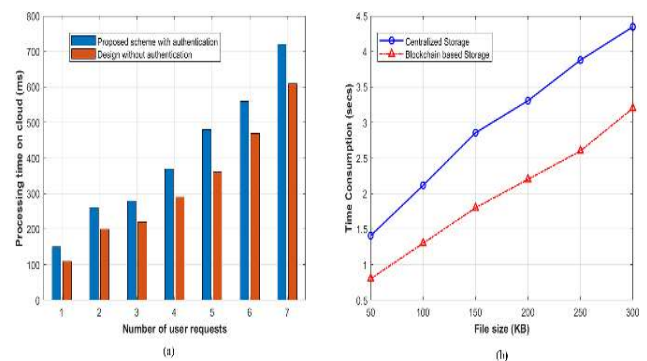 800
700
600
500
400
300
200
100
0
Processing time on cloud (ms)
Proposed scheme with authentication
Design without authentication
1 2 3 4 5 6 7
Number of user requests
(a)
4.5
4
3.5
3
2.5
2
1.5
1
0.5
Time Consumption (secs)
Centralized Storage
Blockchain based Storage
50 100 150 200 250 300
File size (KB)
(b)